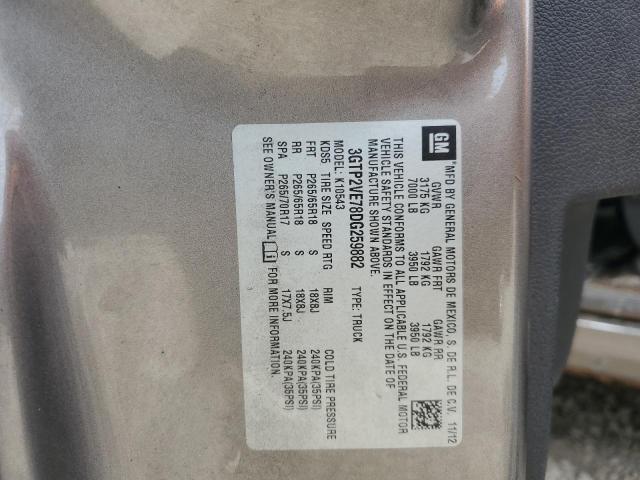 GM
MFD BY GENERAL MOTORS DE MEXICO, S. DE R.L. DE C.V. 11/12
GVWR GAWR FRT GAWR RR
3175 KG 1792 KG 1792 KG
7000 LB 3950 LB 3950 LB
THIS VEHICLE CONFORMS TO ALL APPLICABLE U.S. FEDERAL MOTOR
VEHICLE SAFETY STANDARDS IN EFFECT ON THE DATE OF
MANUFACTURE SHOWN ABOVE.
3GTP2VE78DG259882 TYPE: TRUCK
MODEL: K10543
KDS5 TIRE SIZE SPEED RTG RIM COLD TIRE PRESSURE
FRT P265/65R18 S 18X8J 240KPA(35PSI)
RR P265/65R18 S 18X8J 240KPA(35PSI)
SPA P265/70R17 S 17X7.5J 240KPA(35PSI)
SEE OWNER'S MANUAL FOR MORE INFORMATION.